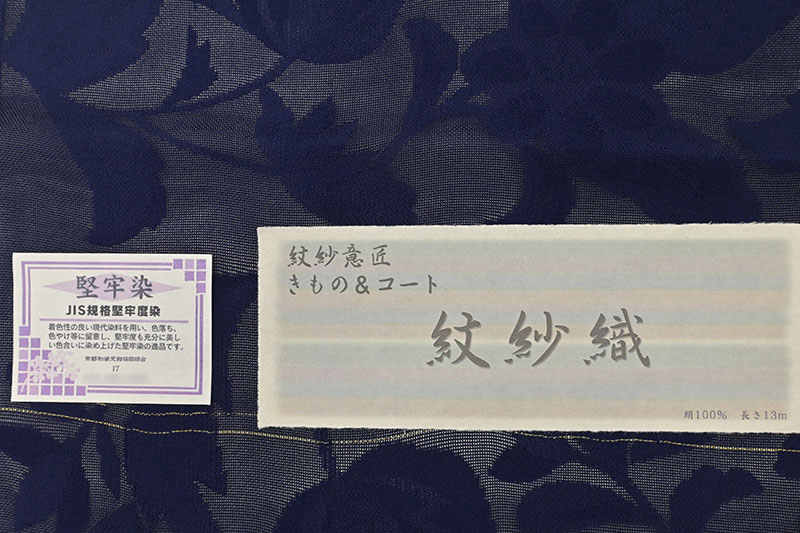 堅牢染
JIS規格堅牢度染
着色性の良い現代染料を用い、色落ち、
色やけ等に留意し、堅牢度も充分に美し
い色合いに染め上げた堅牢染の逸品です。
17
紋紗意匠
きもの&コート
紋紗織
絹100% 長さ13m